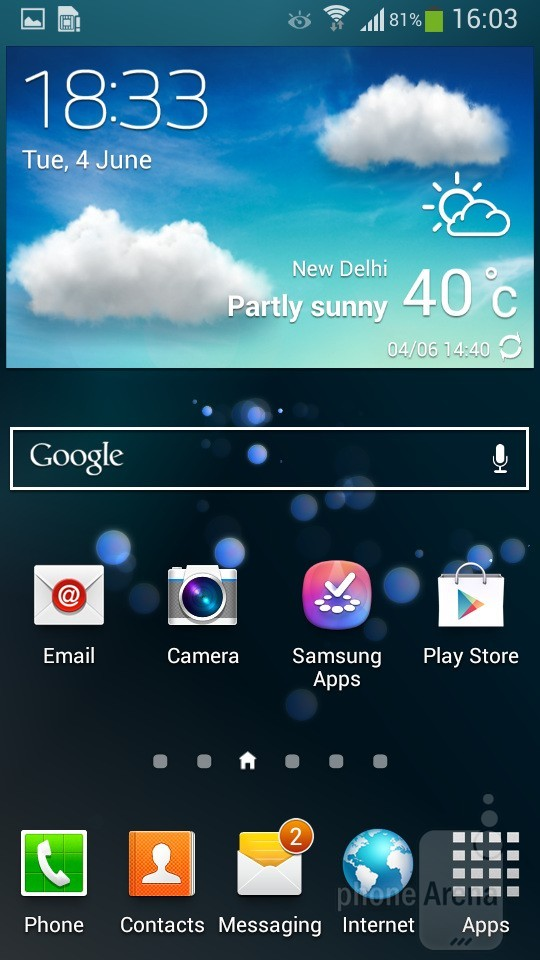 81% 16:03
18:33
Tue, 4 June
New Delhi
Partly sunny 40°c
04/06 14:40
Google
@
Email Camera Samsung Apps Play Store
2
Phone Contacts Messaging Internet Apps
phoneArena